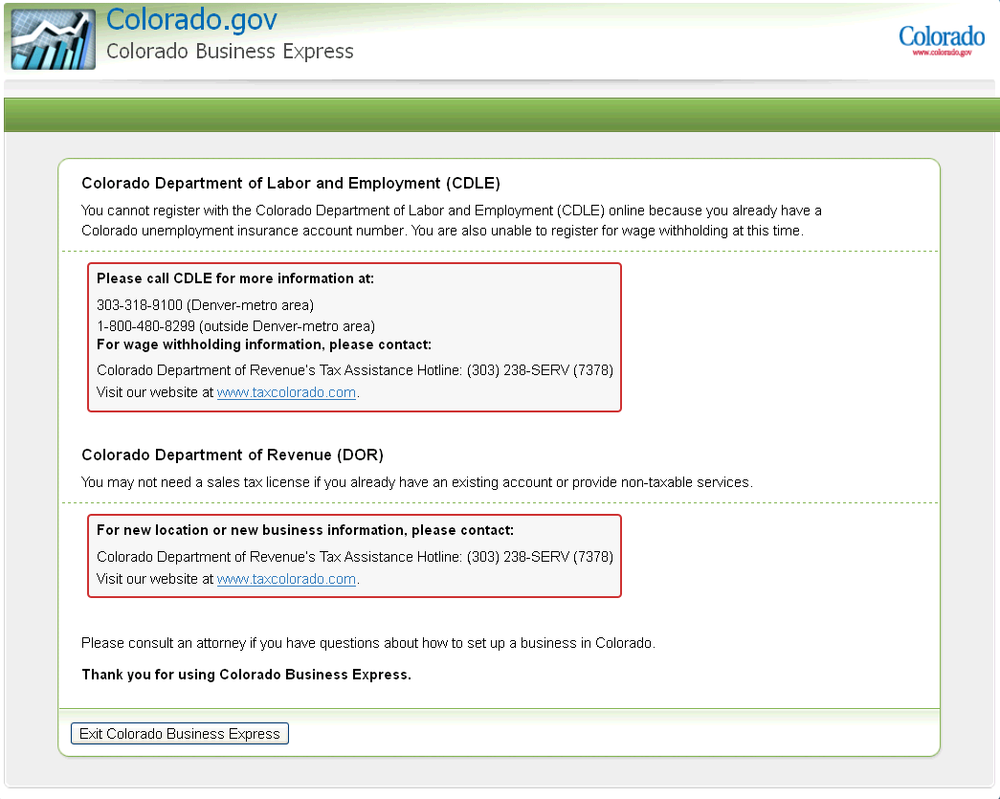 Colorado.gov
Colorado Business Express
Colorado
www.colorado.gov
Colorado Department of Labor and Employment (CDLE)
You cannot register with the Colorado Department of Labor and Employment (CDLE) online because you already have a
Colorado unemployment insurance account number. You are also unable to register for wage withholding at this time.
Please call CDLE for more information at:
303-318-9100 (Denver-metro area)
1-800-480-8299 (outside Denver-metro area)
For wage withholding information, please contact:
Colorado Department of Revenue's Tax Assistance Hotline: (303) 238-SERV (7378)
Visit our website at www.taxcolorado.com.
Colorado Department of Revenue (DOR)
You may not need a sales tax license if you already have an existing account or provide non-taxable services.
For new location or new business information, please contact:
Colorado Department of Revenue's Tax Assistance Hotline: (303) 238-SERV (7378)
Visit our website at www.taxcolorado.com.
Please consult an attorney if you have questions about how to set up a business in Colorado.
Thank you for using Colorado Business Express.
Exit Colorado Business Express